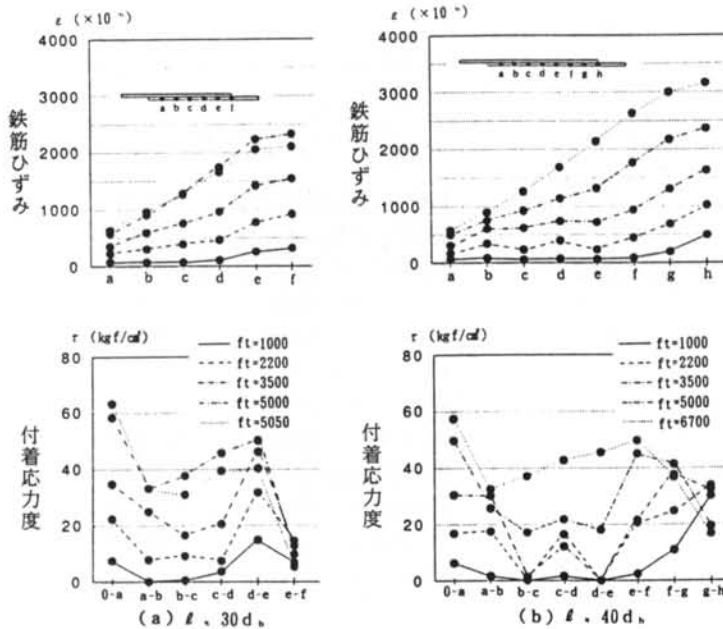 ε (×10⁻⁶)
4000
3000
2000
1000
0
鉄筋ひずみ
a b c d e f
a b c d e f
ε (×10⁻⁶)
4000
3000
2000
1000
0
鉄筋ひずみ
a b c d e f g h
a b c d e f g h
τ (kgf/㎠)
80
60
40
20
0
付着応力度
ft=1000
ft=2200
ft=3500
ft=5000
ft=5050
0-a a-b b-c c-d d-e e-f
(a) ℓ s 30db
τ (kgf/㎠)
80
60
40
20
0
付着応力度
ft=1000
ft=2200
ft=3500
ft=5000
ft=6700
0-a a-b b-c c-d d-e e-f f-g g-h
(b) ℓ s 40db